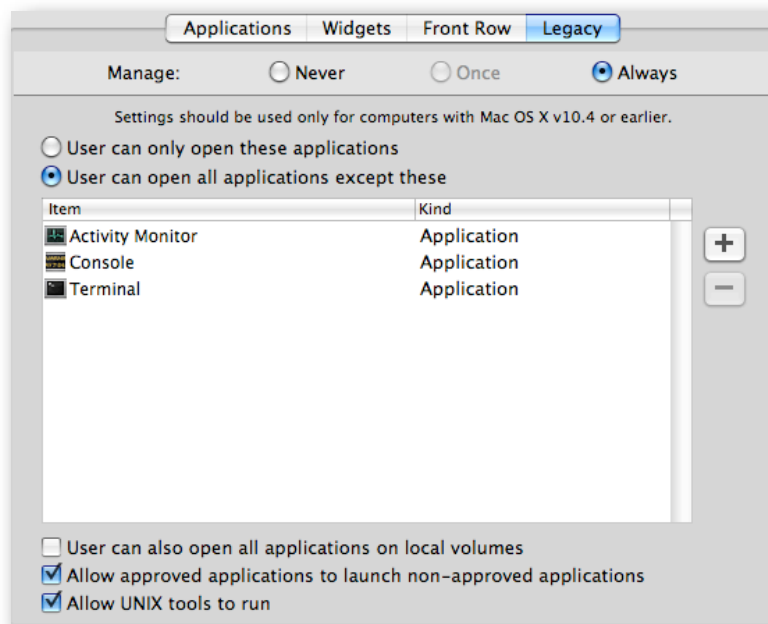 Applications Widgets Front Row Legacy
Manage: Never Once Always
Settings should be used only for computers with Mac OS X v10.4 or earlier.
User can only open these applications
User can open all applications except these
Item Kind
Activity Monitor Application
Console Application
Terminal Application
User can also open all applications on local volumes
Allow approved applications to launch non-approved applications
Allow UNIX tools to run